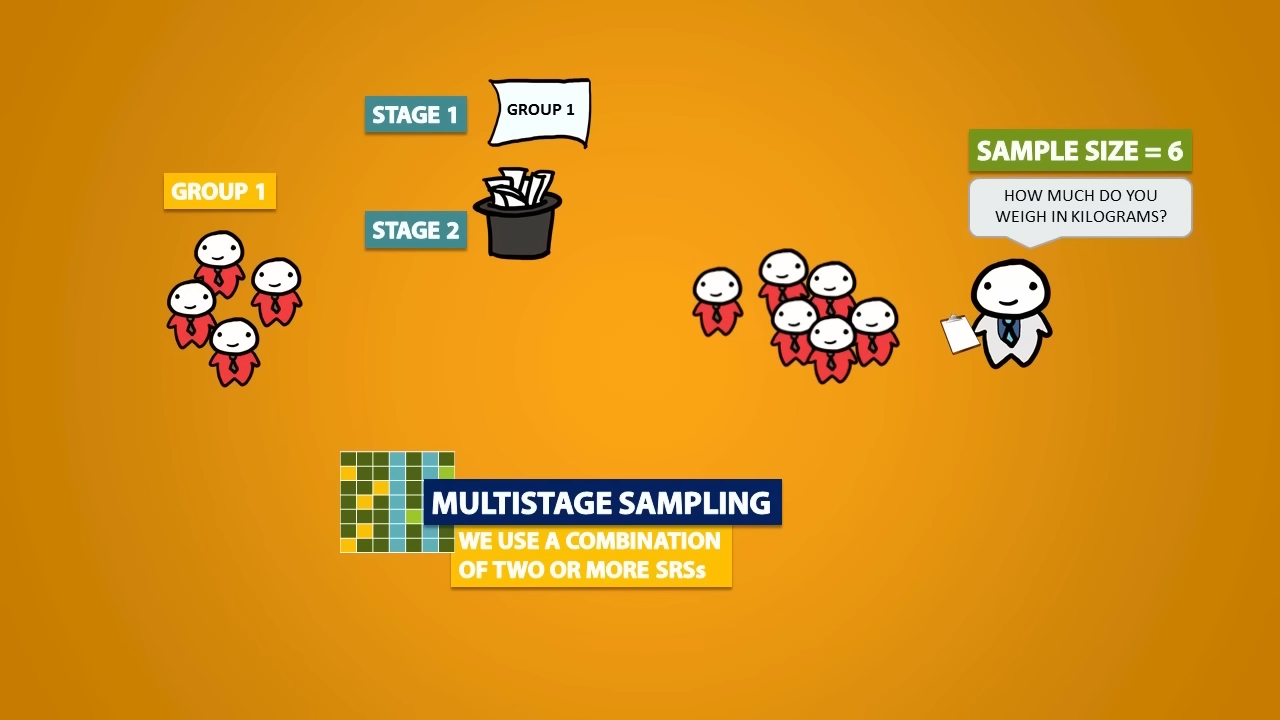 STAGE 1
GROUP 1
SAMPLE SIZE = 6
GROUP 1
HOW MUCH DO YOU
WEIGH IN KILOGRAMS?
STAGE 2
MULTISTAGE SAMPLING
WE USE A COMBINATION
OF TWO OR MORE SRSs